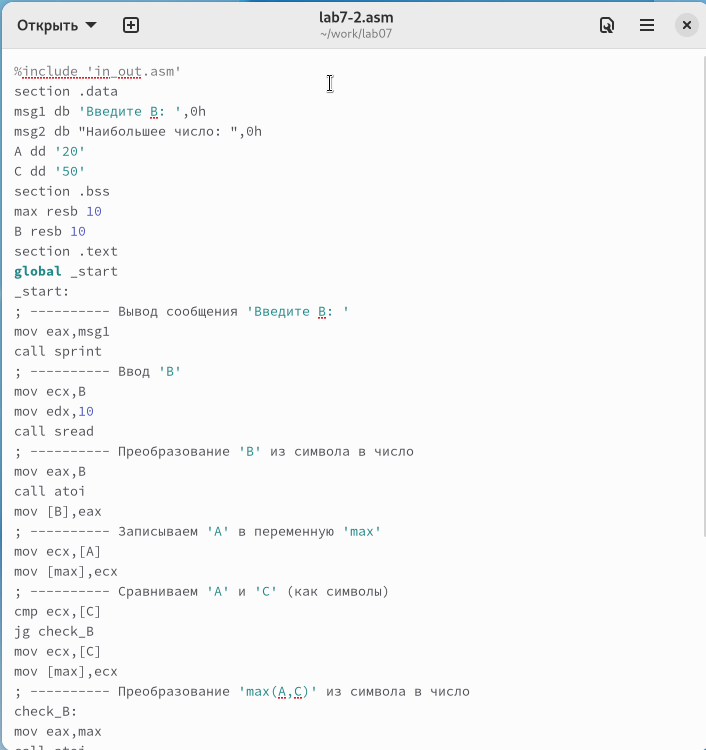 Открыть
lab7-2.asm
~/work/lab07
%include 'in_out.asm'
section .data
msg1 db 'Введите B: ',0h
msg2 db "Наибольшее число: ",0h
A dd '20'
C dd '50'
section .bss
max resb 10
B resb 10
section .text
global _start
_start:
; ---------- Вывод сообщения 'Введите B: '
mov eax,msg1
call sprint
; ---------- Ввод 'B'
mov ecx,B
mov edx,10
call sread
; ---------- Преобразование 'B' из символа в число
mov eax,B
call atoi
mov [B],eax
; ---------- Записываем 'A' в переменную 'max'
mov ecx,[A]
mov [max],ecx
; ---------- Сравниваем 'A' и 'C' (как символы)
cmp ecx,[C]
jg check_B
mov ecx,[C]
mov [max],ecx
; ---------- Преобразование 'max(A,C)' из символа в число
check_B:
mov eax,max
call atoi